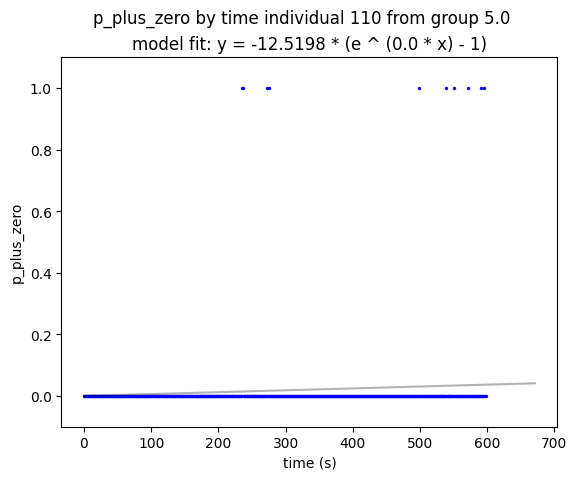 p_plus_zero by time individual 110 from group 5.0
model fit: y = -12.5198 * (e ^ (0.0 * x) - 1)
p_plus_zero
1.0
0.8
0.6
0.4
0.2
0.0
0 100 200 300 400 500 600 700
time (s)